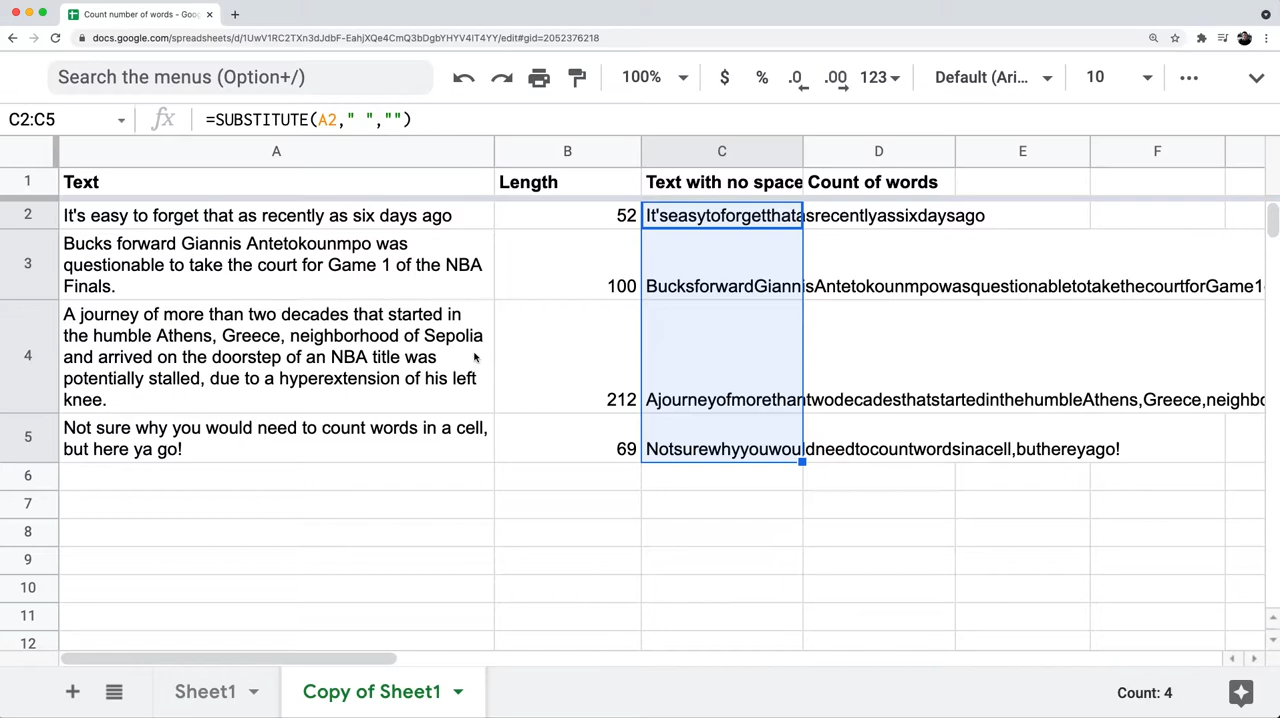 Count number of words - Goo
docs.google.com/spreadsheets/d/1UwV1RC2TXn3dJdbF-EahjXQe4CmQ3bDgbYHYV4IT4YY/edit#gid=2052376218
Search the menus (Option+/)
100%
$
%
.0
.00
123
Default (Ari...
10
C2:C5
fx
=SUBSTITUTE(A2," ","")
A B C D E F
1 Text Length Text with no space Count of words
2 It's easy to forget that as recently as six days ago 52 It'seasytoforgetthatasrecentlyassixdaysago
Bucks forward Giannis Antetokounmpo was
3 questionable to take the court for Game 1 of the NBA
Finals. 100 BucksforwardGiannisAntetokounmpowasquestionabletotakethecourtforGame1
A journey of more than two decades that started in
the humble Athens, Greece, neighborhood of Sepolia
4 and arrived on the doorstep of an NBA title was
potentially stalled, due to a hyperextension of his left
knee. 212 AjourneyofmorethantwodecadesthatstartedinthehumbleAthens,Greece,neighbo
5 Not sure why you would need to count words in a cell,
but here ya go! 69 Notsurewhyyouwouldneedtocountwordsinacell,buthereyago!
6
7
8
9
10
11
12
Sheet1
Copy of Sheet1
Count: 4